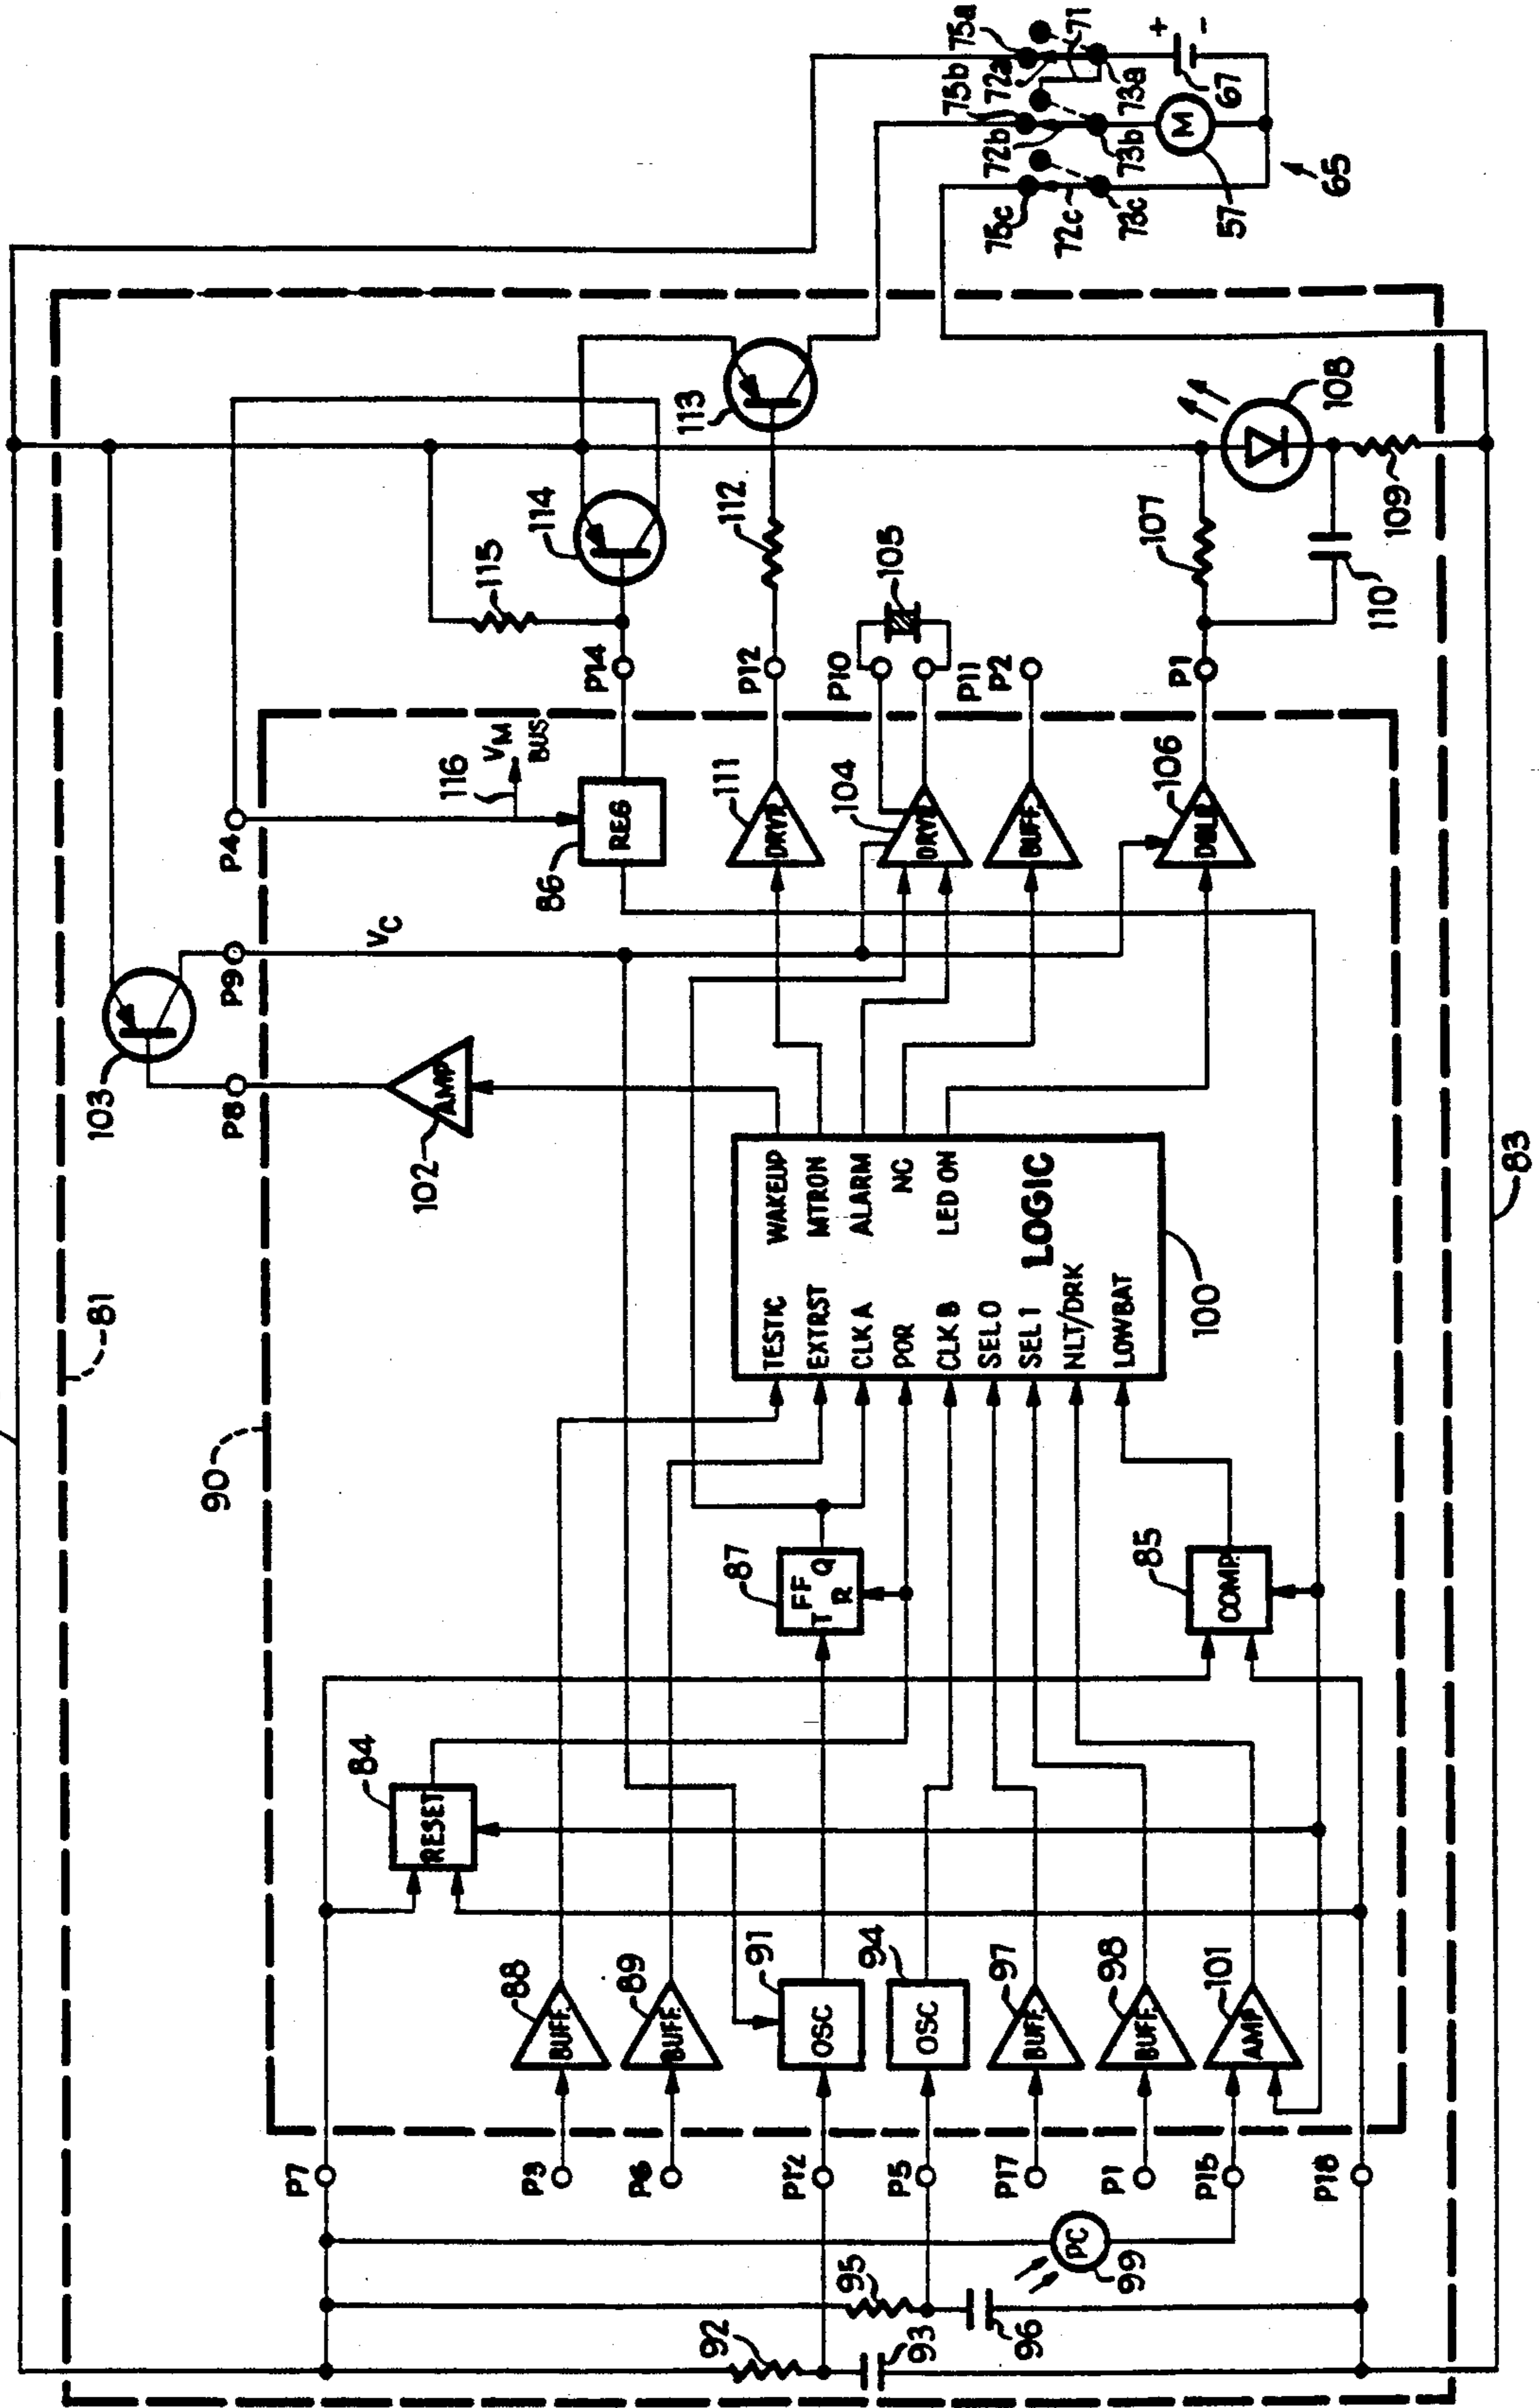 81
90
103
102
P8
P9
P4
VC
116
VM
BUS
86
REG
AMP
P7
P3
P6
P12
P5
P17
P1
P15
P18
92
93
95
96
PC
99
88
BUFF.
89
BUFF.
91
OSC
94
OSC
97
BUFF.
98
BUFF.
101
AMP
84
RESET
87
FF
T
Q
R
85
COMP.
TESTIC
EXTRST
CLK A
POR
CLK B
SEL 0
SEL 1
NLT/DRK
LOWBAT
WAKEUP
MTRON
ALARM
NC
LED ON
LOGIC
100
111
DRVR
104
DRVR
BUFF.
106
DBLR
P14
P12
P10
P11
P2
P1
115
114
113
112
105
107
108
109
110
83
75a
75b
72a
71
72b
73a
73b
75c
72c
73c
M
57
67
+
-
65